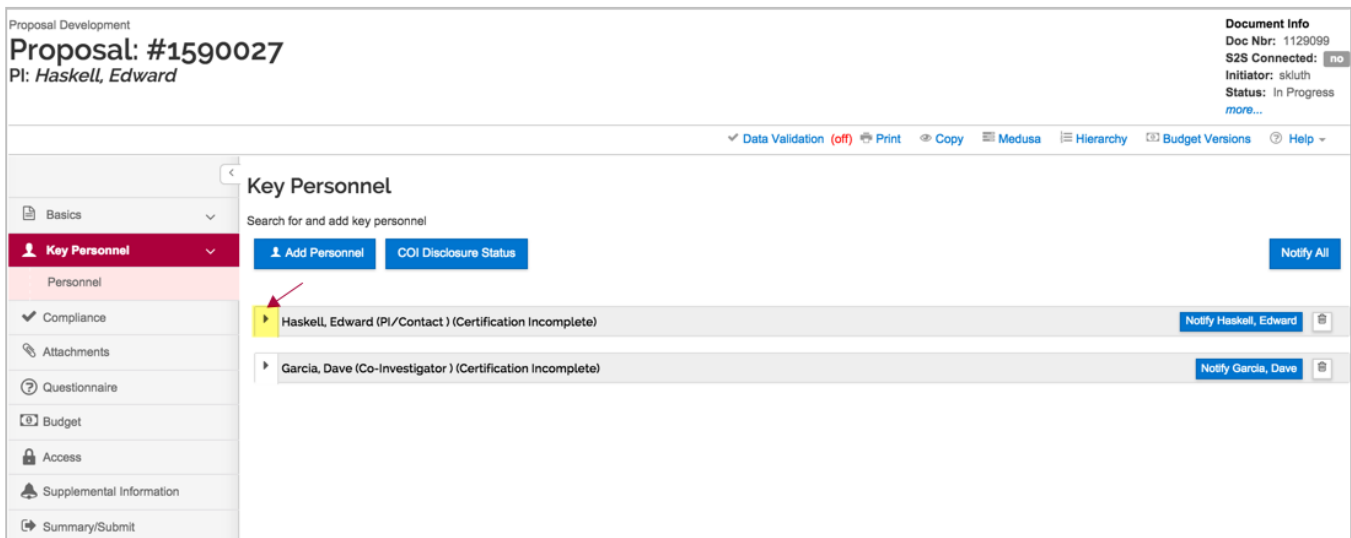 Proposal Development
Proposal: #1590027
PI: Haskell, Edward
Document Info
Doc Nbr: 1129099
S2S Connected: no
Initiator: skluth
Status: In Progress
more...
Data Validation (off) Print Copy Medusa Hierarchy Budget Versions Help
Basics
Key Personnel
Personnel
Compliance
Attachments
Questionnaire
Budget
Access
Supplemental Information
Summary/Submit
Key Personnel
Search for and add key personnel
Add Personnel COI Disclosure Status Notify All
Haskell, Edward (PI/Contact ) (Certification Incomplete) Notify Haskell, Edward
Garcia, Dave (Co-Investigator ) (Certification Incomplete) Notify Garcia, Dave